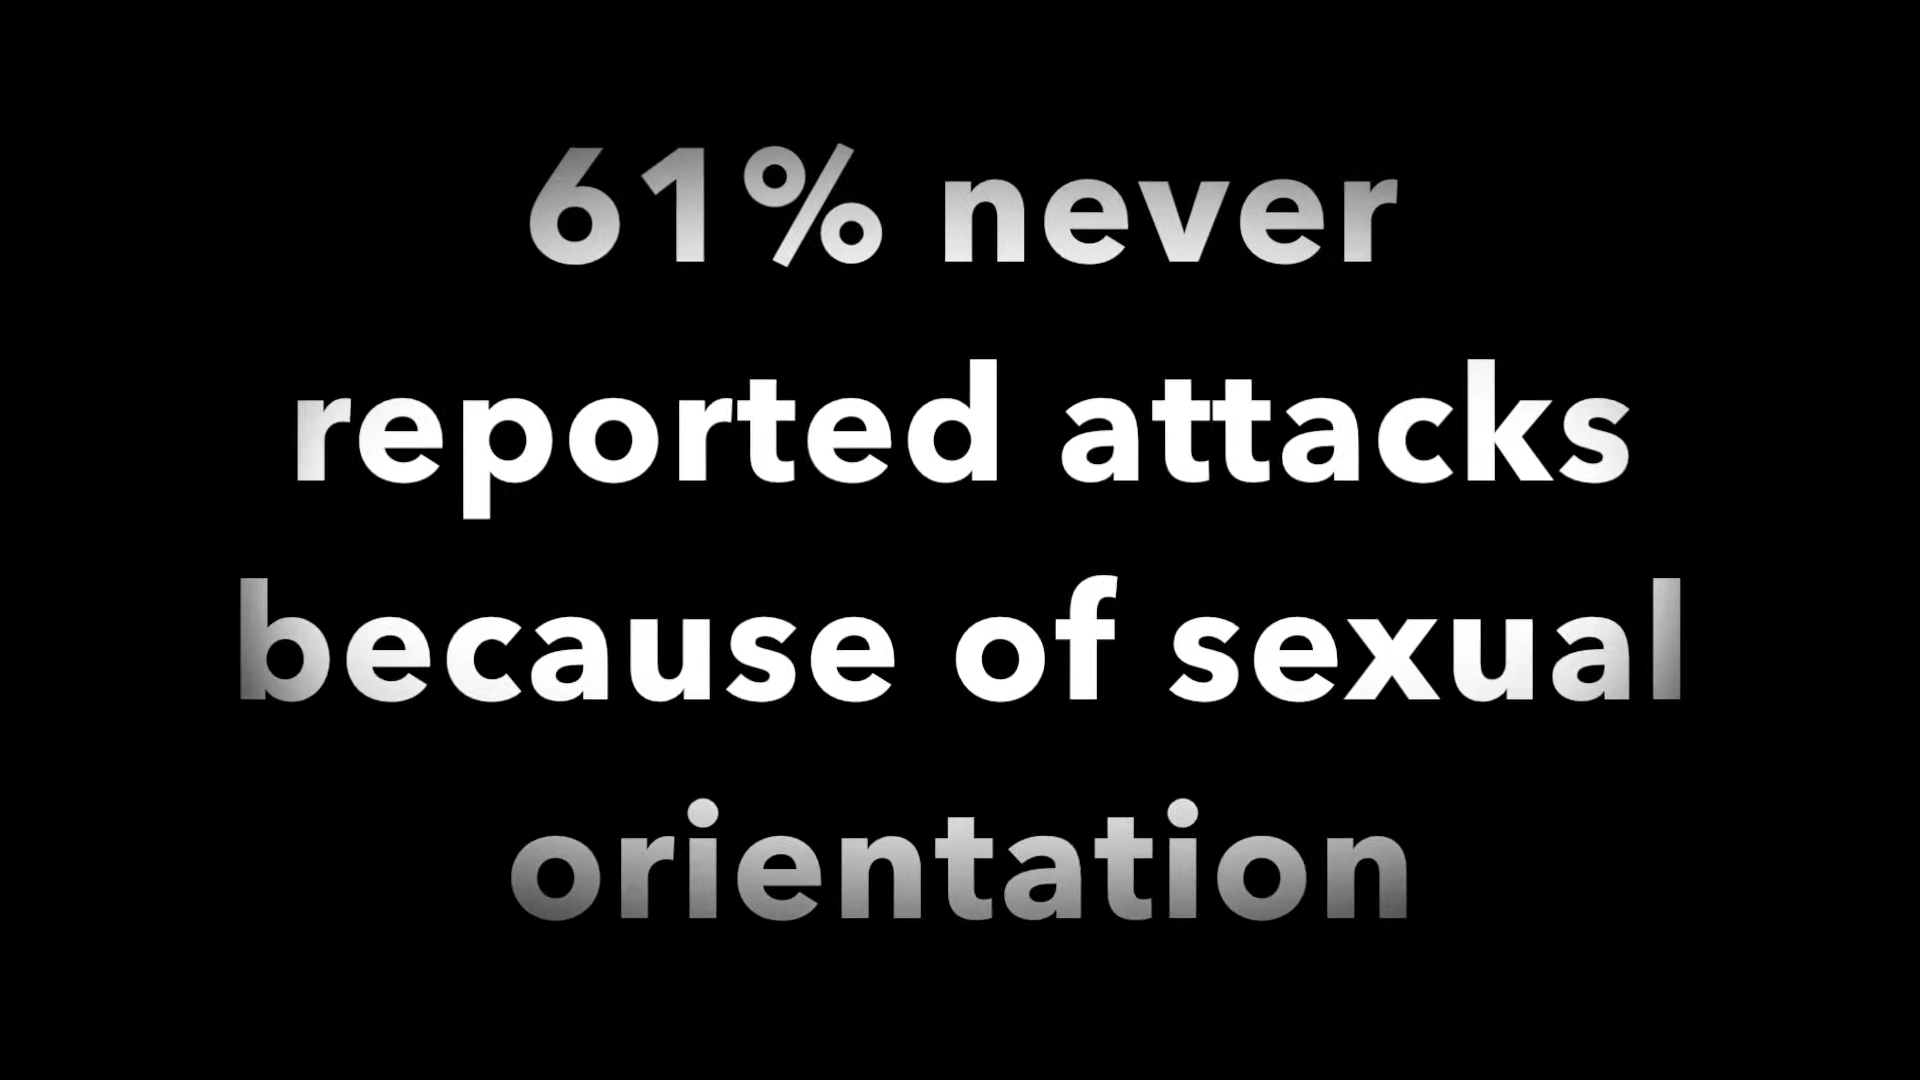 61% never
reported attacks
because of sexual
orientation